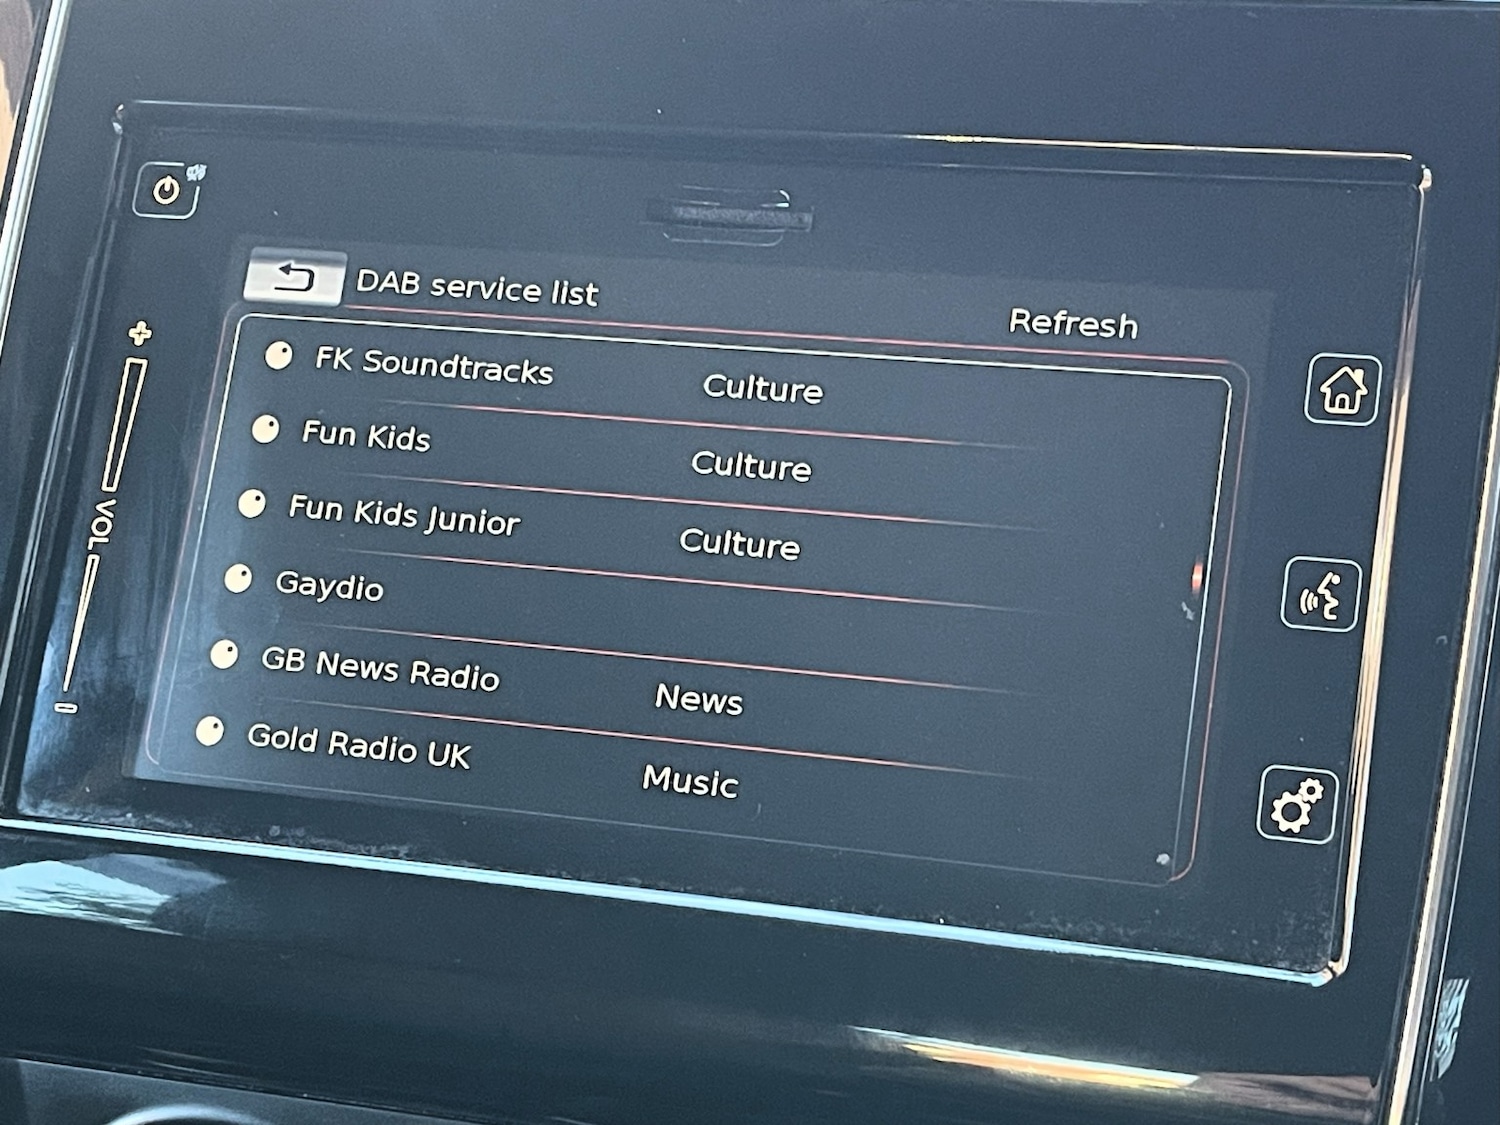 DAB service list
Refresh
FK Soundtracks Culture
Fun Kids Culture
Fun Kids Junior Culture
Gaydio
GB News Radio News
Gold Radio UK Music
+
VOL
-